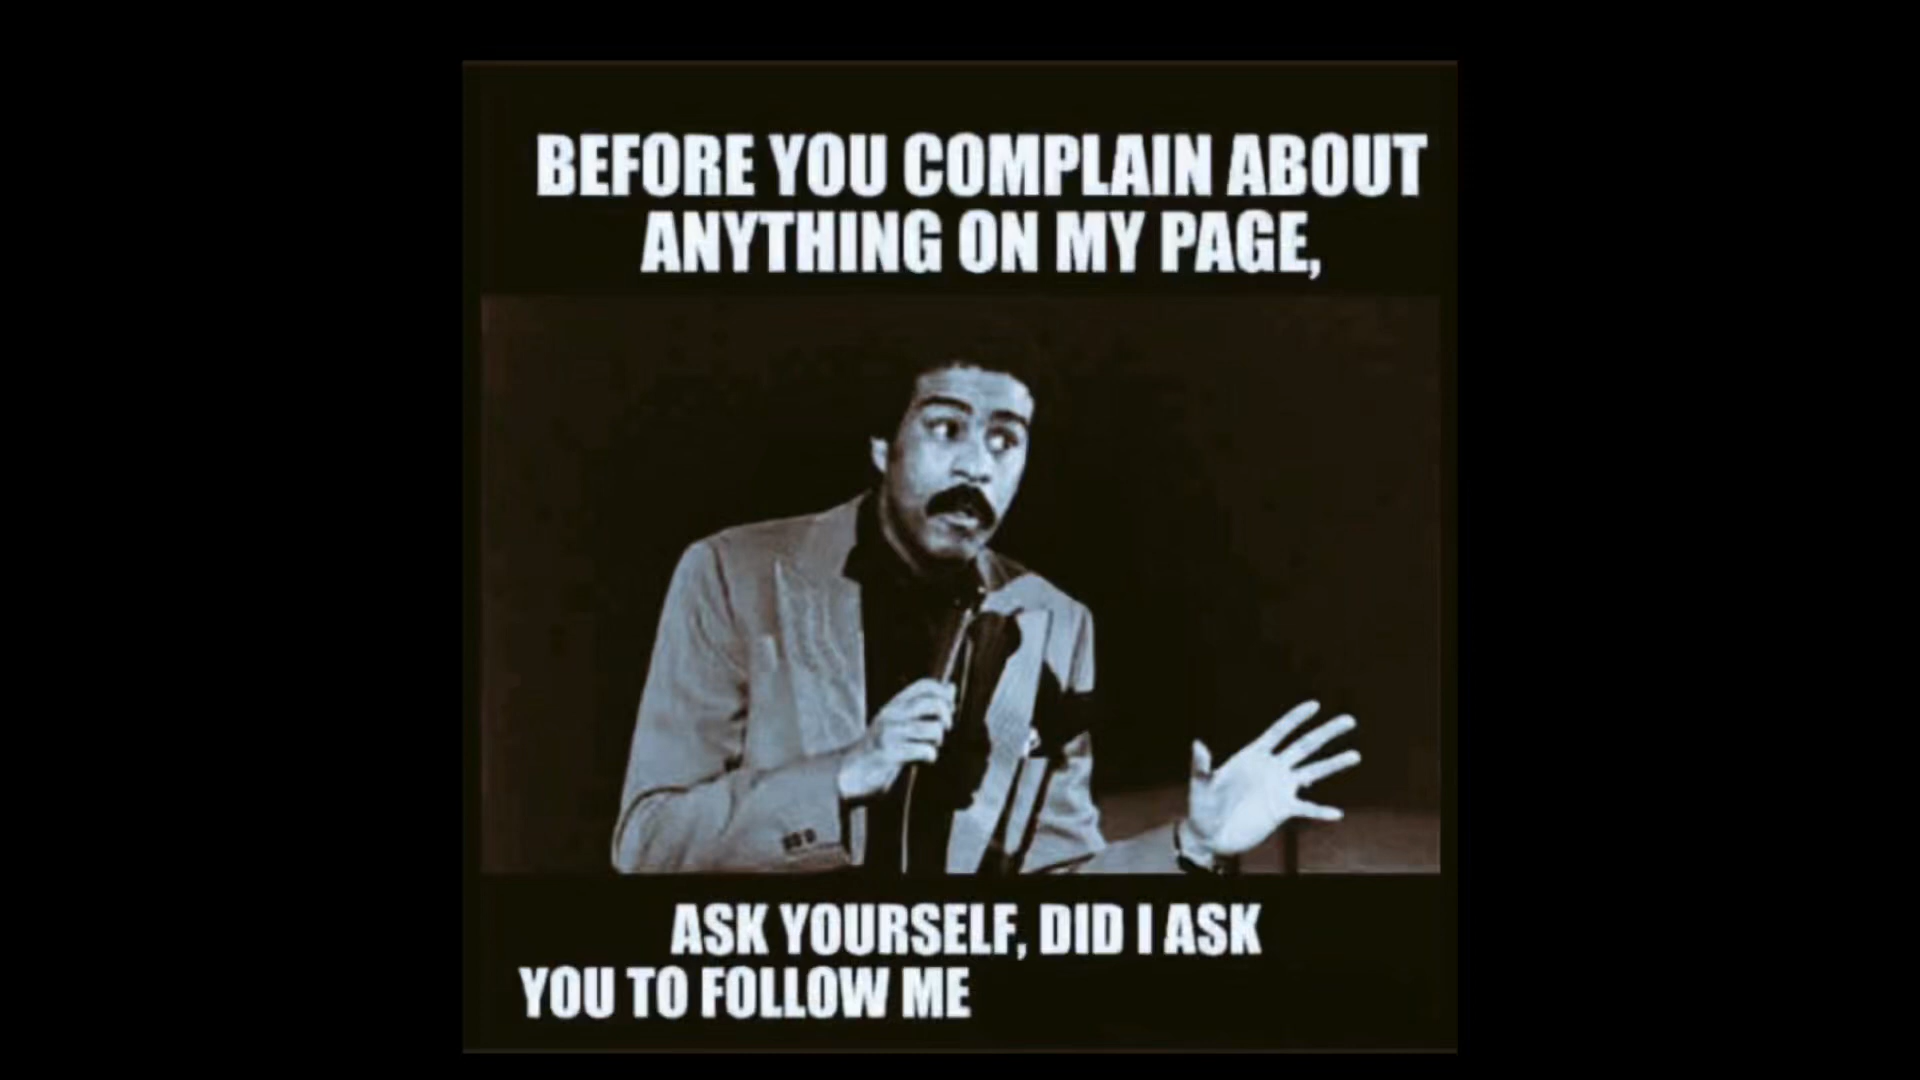 BEFORE YOU COMPLAIN ABOUT
ANYTHING ON MY PAGE,
ASK YOURSELF, DID I ASK
YOU TO FOLLOW ME